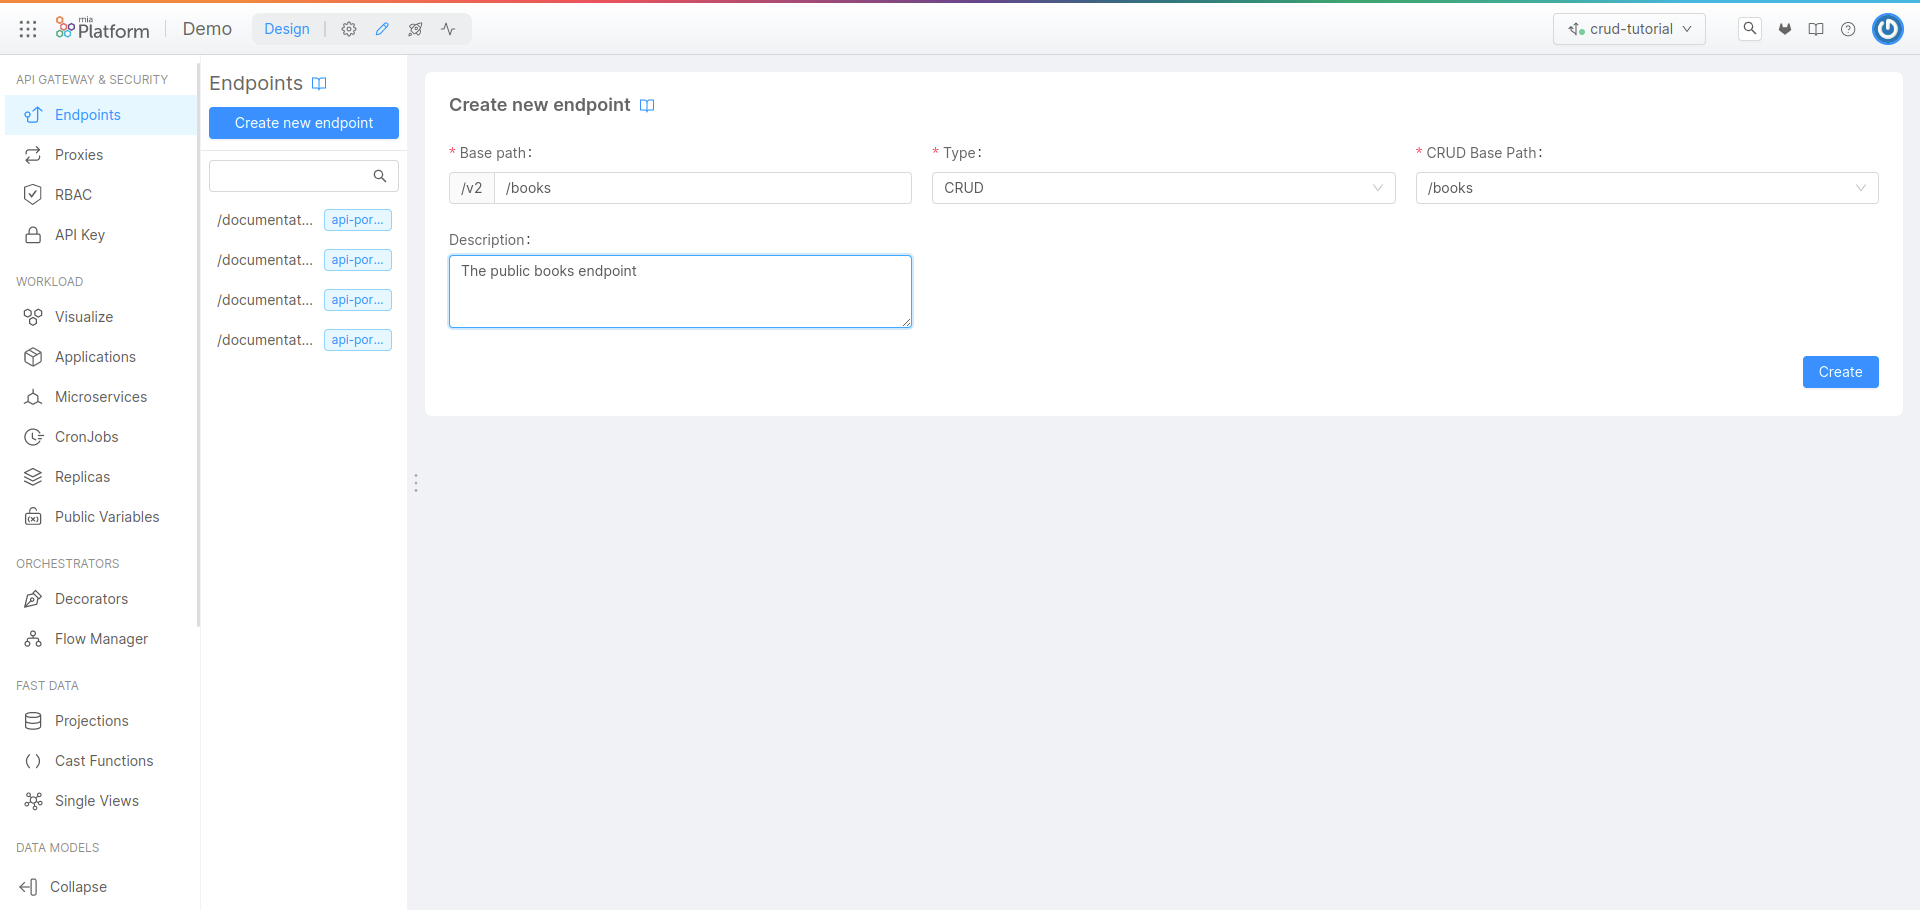 mia
Platform
Demo
Design
crud-tutorial
API GATEWAY & SECURITY
Endpoints
Proxies
RBAC
API Key
WORKLOAD
Visualize
Applications
Microservices
CronJobs
Replicas
Public Variables
ORCHESTRATORS
Decorators
Flow Manager
FAST DATA
Projections
Cast Functions
Single Views
DATA MODELS
Collapse
Endpoints
Create new endpoint
/documentat... api-por...
/documentat... api-por...
/documentat... api-por...
/documentat... api-por...
Create new endpoint
* Base path:
/v2 /books
* Type:
CRUD
* CRUD Base Path:
/books
Description:
The public books endpoint
Create